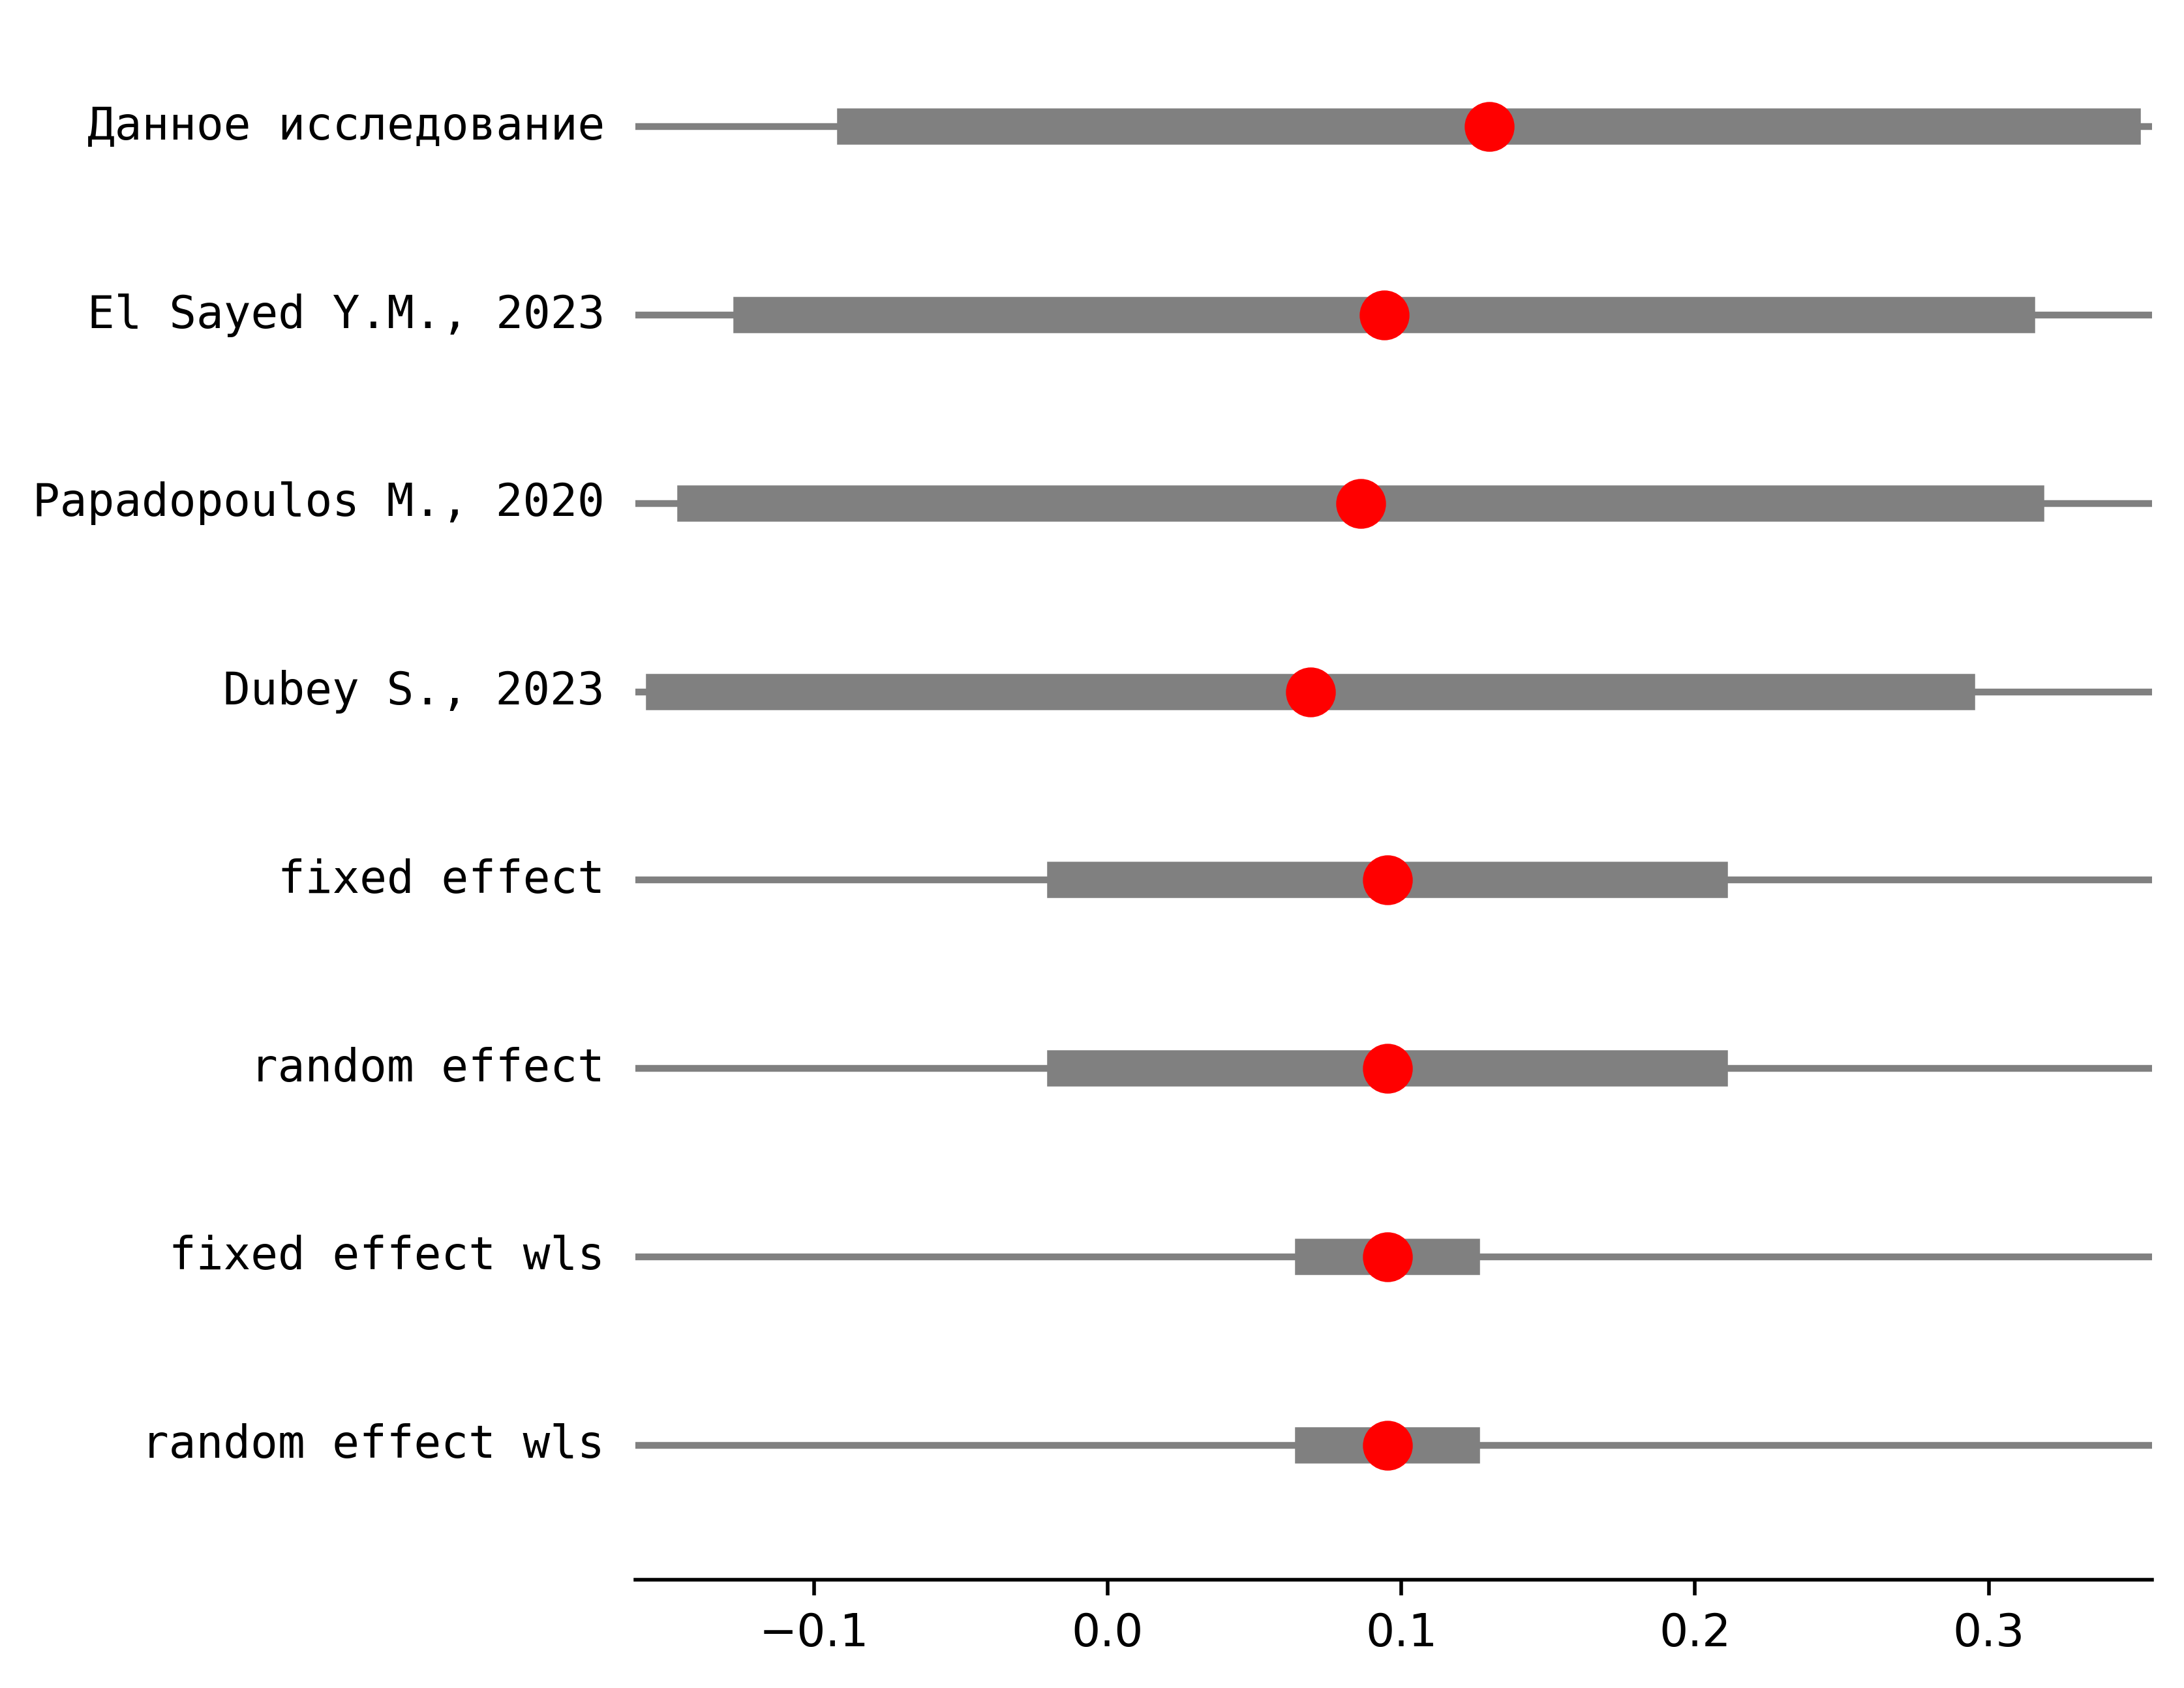 Данное исследование
El Sayed Y.M., 2023
Papadopoulos M., 2020
Dubey S., 2023
fixed effect
random effect
fixed effect wls
random effect wls
−0.1 0.0 0.1 0.2 0.3